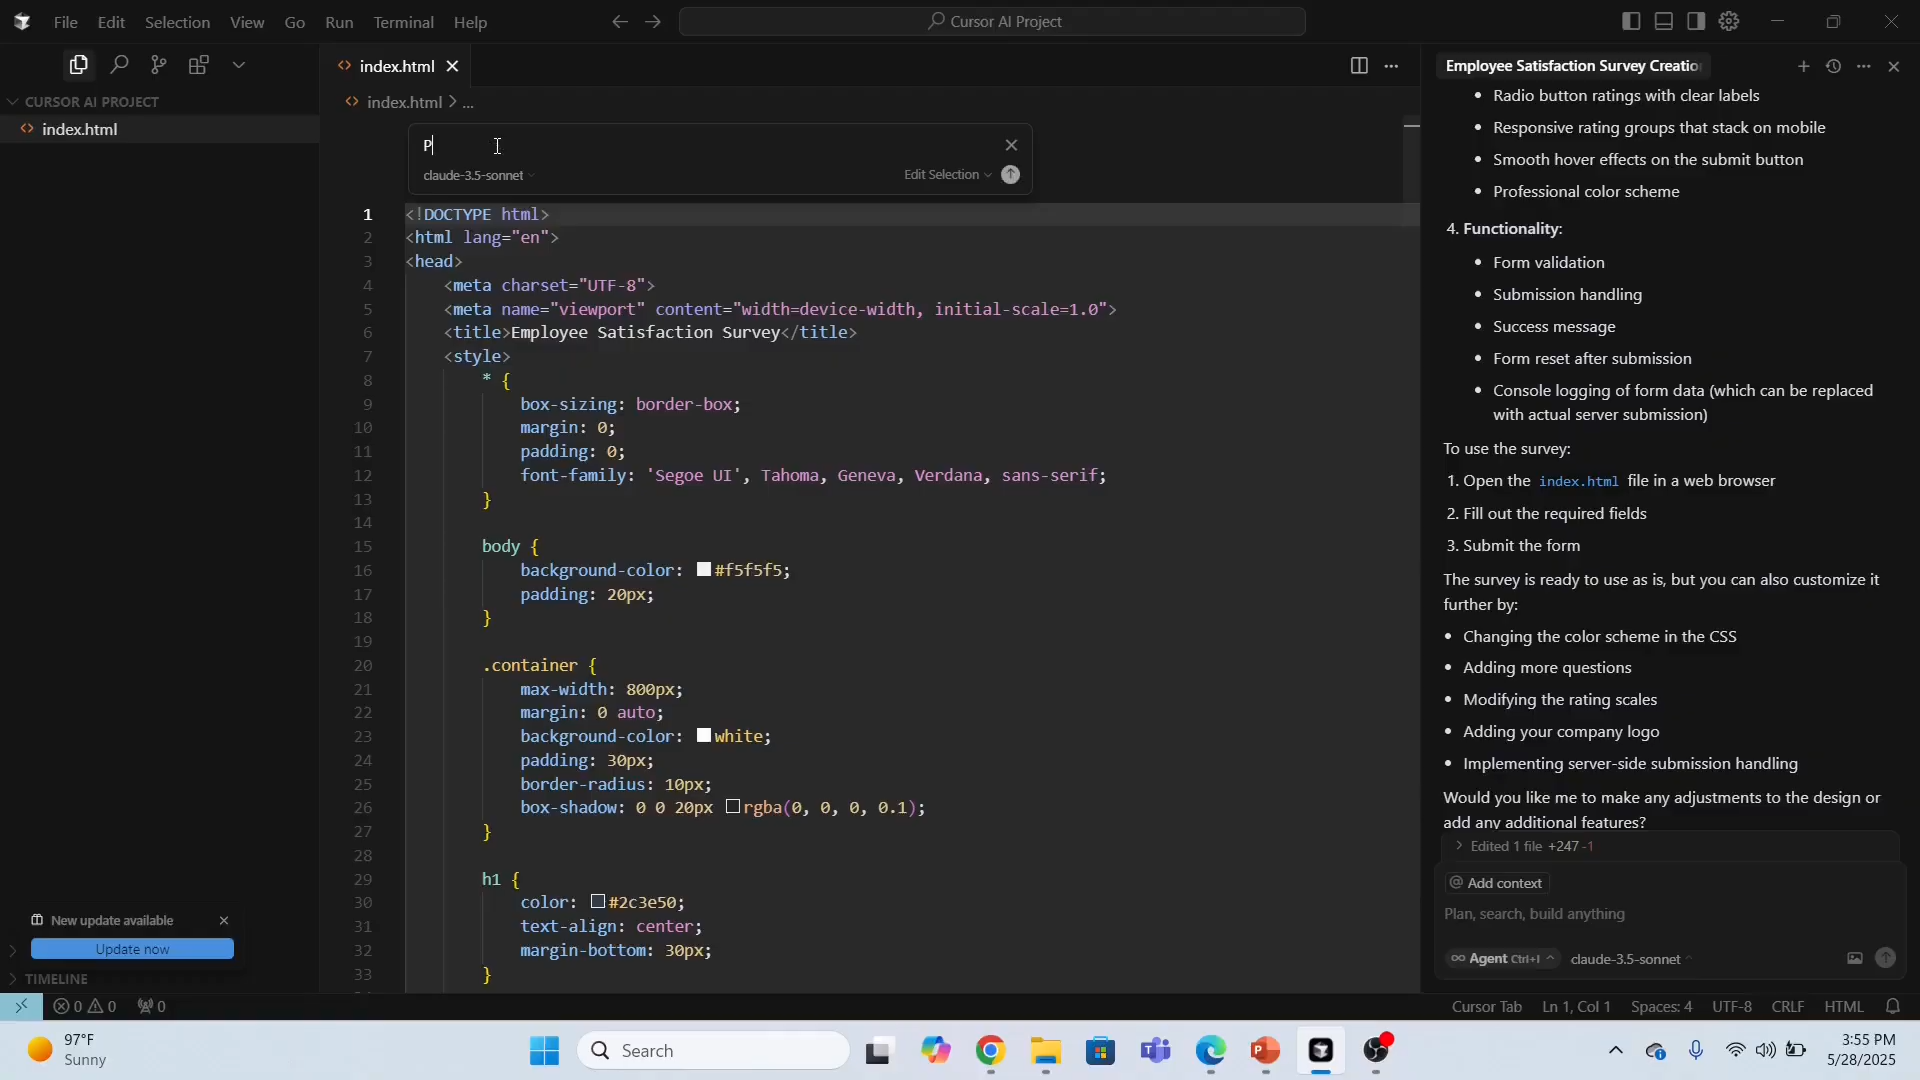 File Edit Selection View Go Run Terminal Help
Cursor AI Project
index.html
CURSOR AI PROJECT
index.html
index.html > ...
P
claude-3.5-sonnet
Edit Selection
1 <!DOCTYPE html>
2 <html lang="en">
3 <head>
4 <meta charset="UTF-8">
5 <meta name="viewport" content="width=device-width, initial-scale=1.0">
6 <title>Employee Satisfaction Survey</title>
7 <style>
8 * {
9 box-sizing: border-box;
10 margin: 0;
11 padding: 0;
12 font-family: 'Segoe UI', Tahoma, Geneva, Verdana, sans-serif;
13 }
14
15 body {
16 background-color: #f5f5f5;
17 padding: 20px;
18 }
19
20 .container {
21 max-width: 800px;
22 margin: 0 auto;
23 background-color: white;
24 padding: 30px;
25 border-radius: 10px;
26 box-shadow: 0 0 20px rgba(0, 0, 0, 0.1);
27 }
28
29 h1 {
30 color: #2c3e50;
31 text-align: center;
32 margin-bottom: 30px;
33 }
Employee Satisfaction Survey Creatio
• Radio button ratings with clear labels
• Responsive rating groups that stack on mobile
• Smooth hover effects on the submit button
• Professional color scheme
4. Functionality:
• Form validation
• Submission handling
• Success message
• Form reset after submission
• Console logging of form data (which can be replaced
with actual server submission)
To use the survey:
1. Open the index.html file in a web browser
2. Fill out the required fields
3. Submit the form
The survey is ready to use as is, but you can also customize it
further by:
• Changing the color scheme in the CSS
• Adding more questions
• Modifying the rating scales
• Adding your company logo
• Implementing server-side submission handling
Would you like me to make any adjustments to the design or
add any additional features?
> Edited 1 file +247 -1
@ Add context
Plan, search, build anything
∞ Agent Ctrl+I
claude-3.5-sonnet
New update available
Update now
TIMELINE
0 0 0
Cursor Tab Ln 1, Col 1 Spaces: 4 UTF-8 CRLF HTML
97°F
Sunny
Search
3:55 PM
5/28/2025